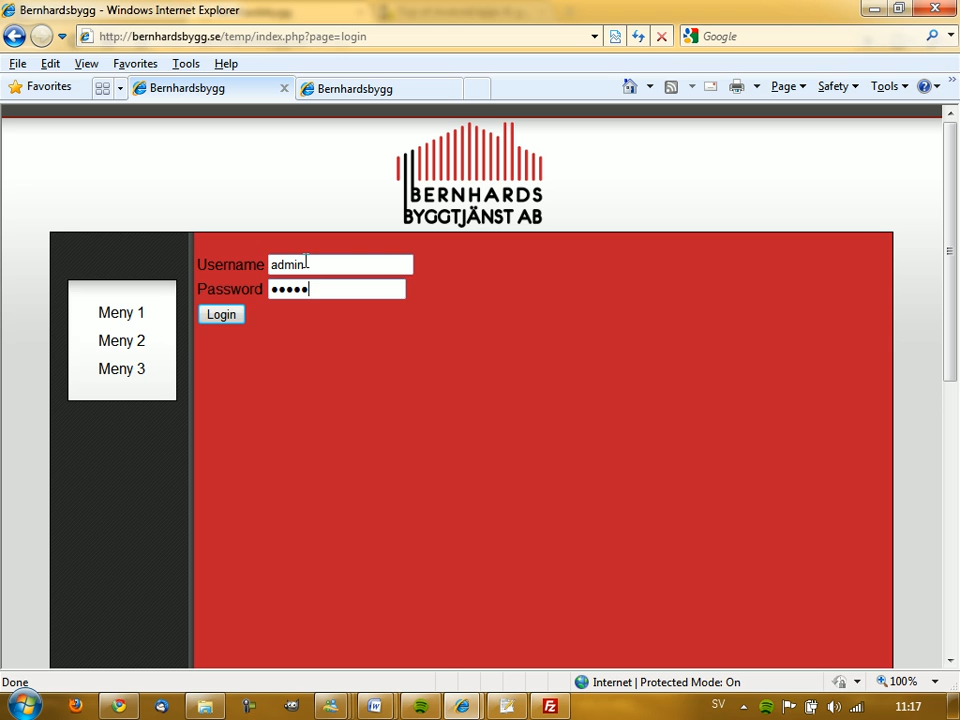 Bernhardsbygg - Windows Internet Explorer
http://bernhardsbygg.se/temp/index.php?page=login
Google
File Edit View Favorites Tools Help
Favorites Bernhardsbygg Bernhardsbygg Page Safety Tools
BERNHARDS
BYGGTJÄNST AB
Username admin
Password •••••
Login
Meny 1
Meny 2
Meny 3
Done Internet | Protected Mode: On 100%
SV 11:17